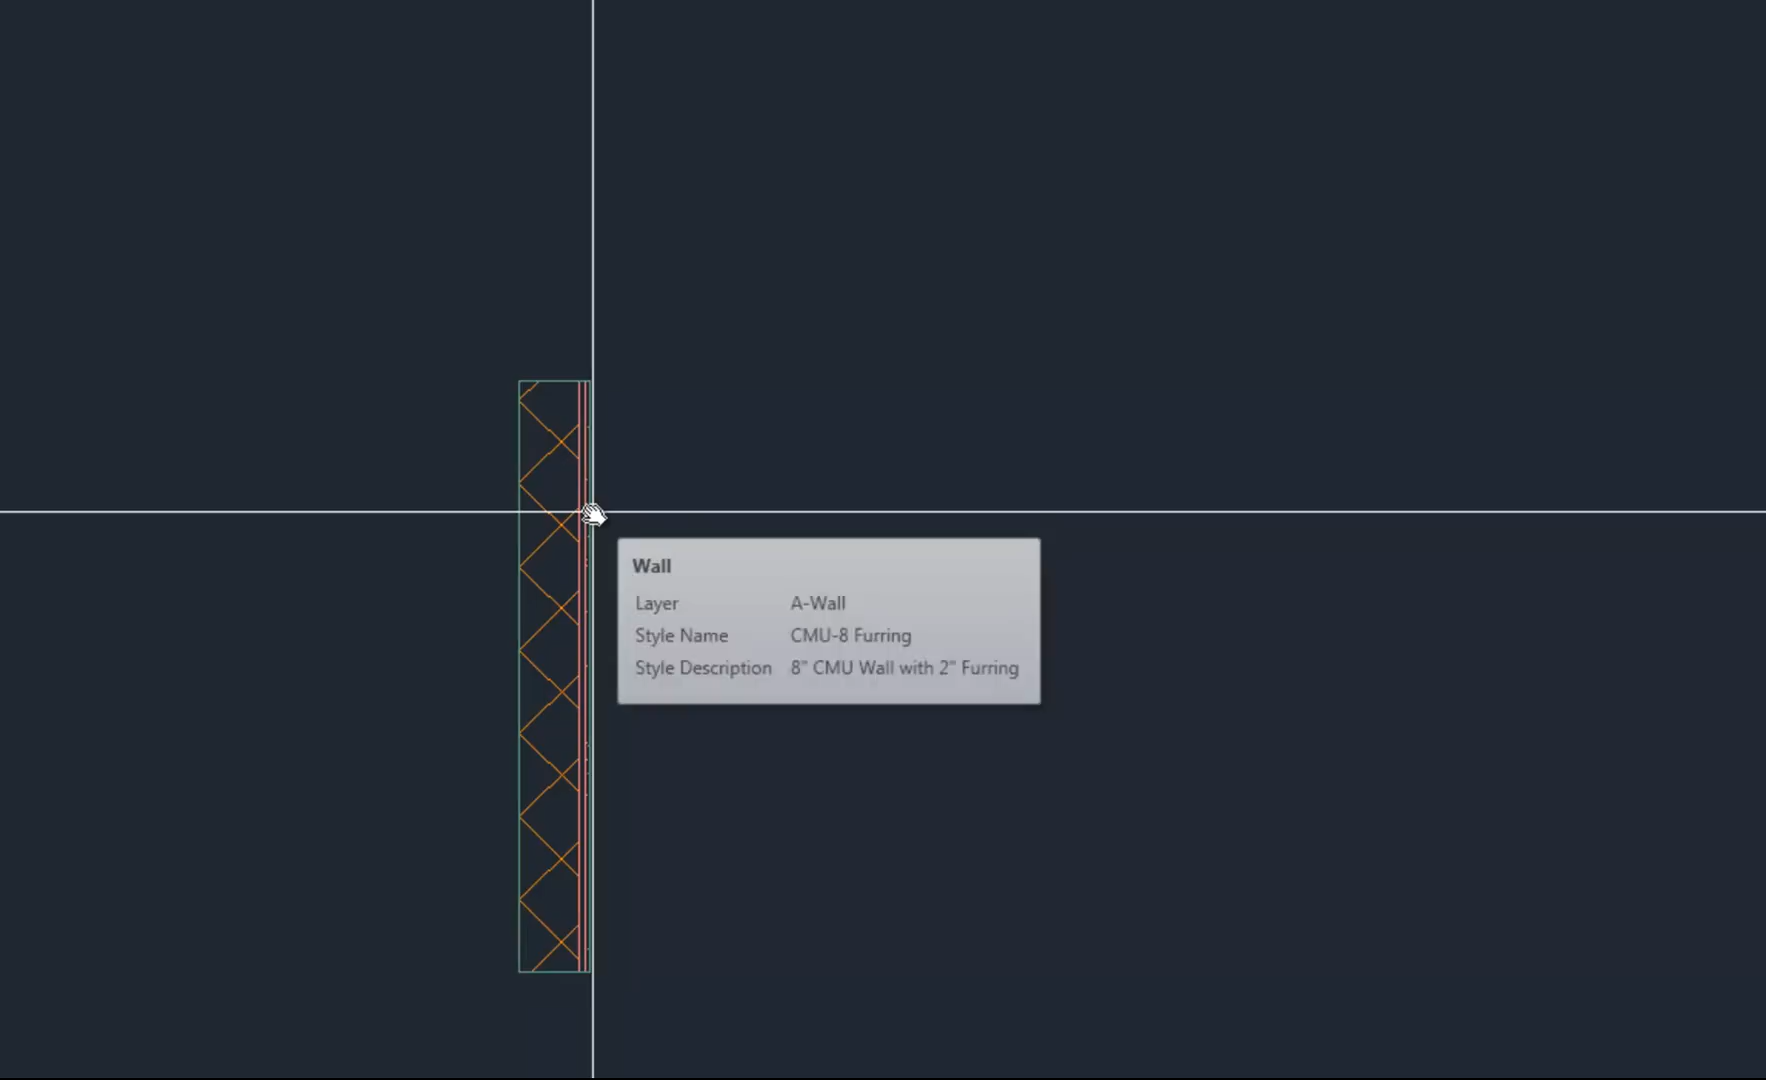 Wall
Layer A-Wall
Style Name CMU-8 Furring
Style Description 8" CMU Wall with 2" Furring